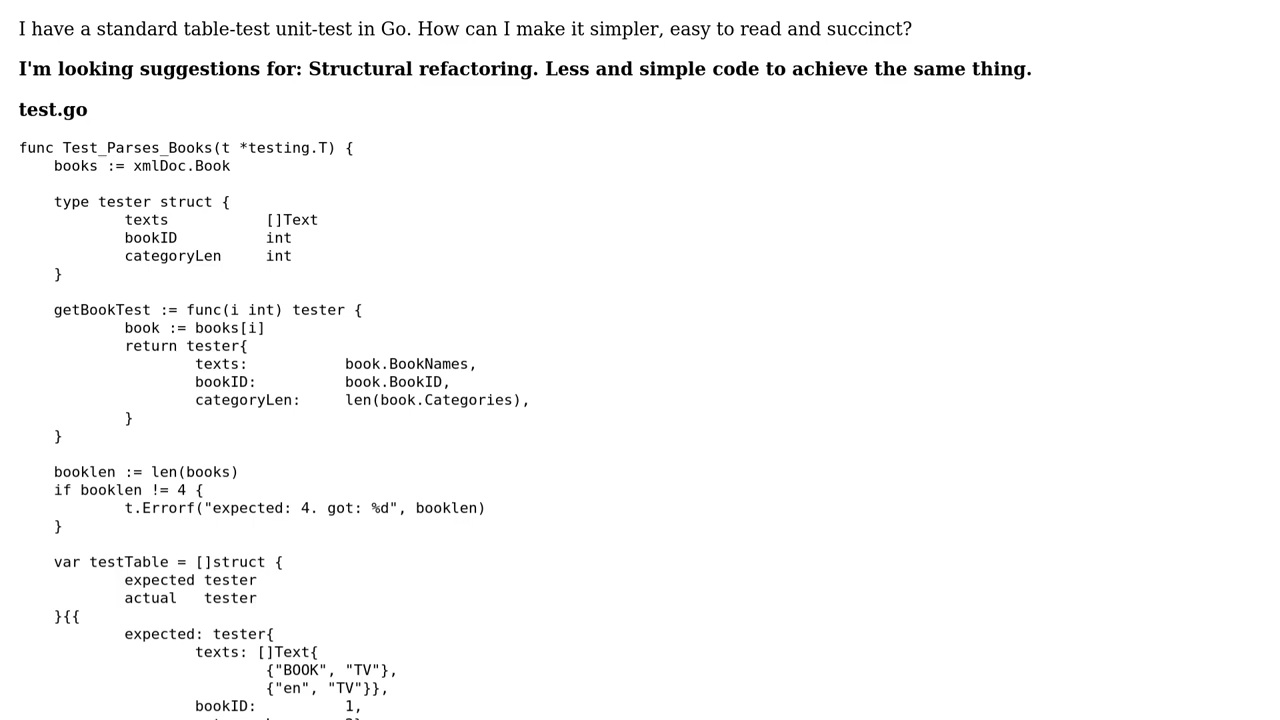 I have a standard table-test unit-test in Go. How can I make it simpler, easy to read and succinct?
I'm looking suggestions for: Structural refactoring. Less and simple code to achieve the same thing.
test.go
func Test_Parses_Books(t *testing.T) {
    books := xmlDoc.Book
    type tester struct {
            texts           []Text
            bookID          int
            categoryLen     int
    }
    getBookTest := func(i int) tester {
            book := books[i]
            return tester{
                    texts:           book.BookNames,
                    bookID:          book.BookID,
                    categoryLen:     len(book.Categories),
            }
    }
    booklen := len(books)
    if booklen != 4 {
            t.Errorf("expected: 4. got: %d", booklen)
    }
    var testTable = []struct {
            expected tester
            actual   tester
    }{{
            expected: tester{
                    texts: []Text{
                            {"BOOK", "TV"},
                            {"en", "TV"}},
                    bookID:          1,